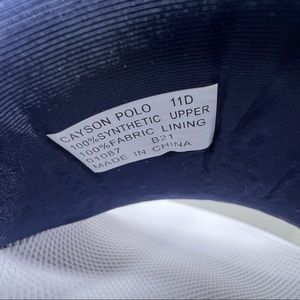 CAYSON POLO 11D
100%SYNTHETIC UPPER
100%FABRIC LINING
01087 B21
MADE IN CHINA